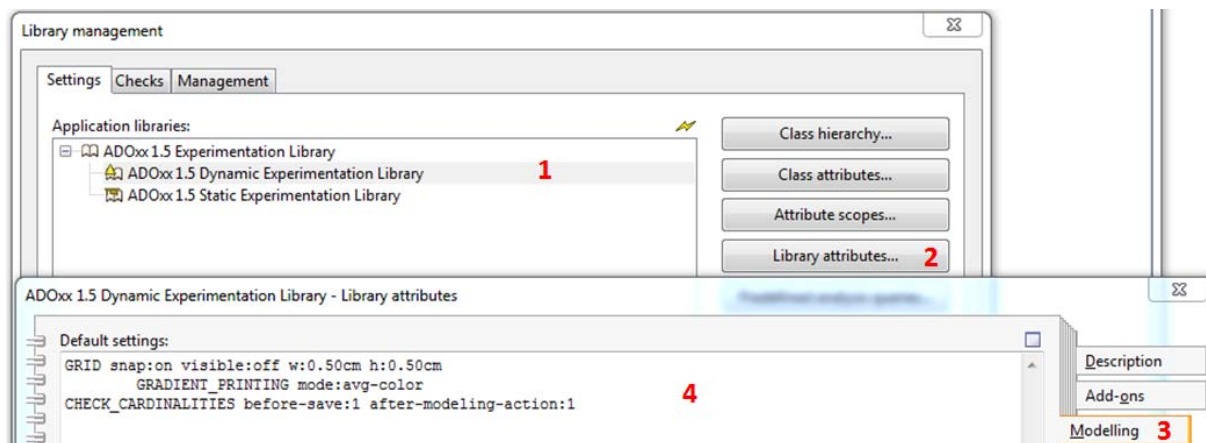 Library management
Settings Checks Management
Application libraries:
ADOxx 1.5 Experimentation Library
ADOxx 1.5 Dynamic Experimentation Library 1
ADOxx 1.5 Static Experimentation Library
Class hierarchy...
Class attributes...
Attribute scopes...
Library attributes... 2
Predefined analysis queries...
ADOxx 1.5 Dynamic Experimentation Library - Library attributes
Default settings:
GRID snap:on visible:off w:0.50cm h:0.50cm
GRADIENT_PRINTING mode:avg-color
CHECK_CARDINALITIES before-save:1 after-modeling-action:1
4
Description
Add-ons
Modelling 3